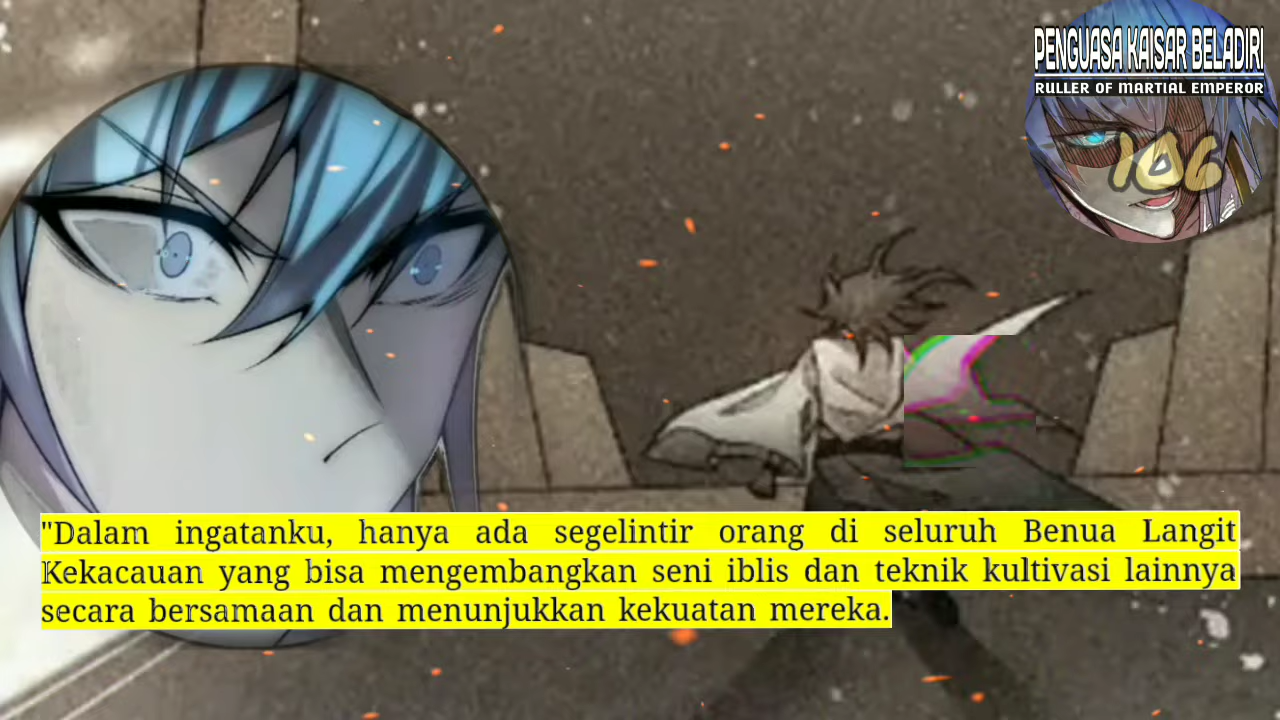 PENGUASA KAISAR BELADIRI
RULLER OF MARTIAL EMPEROR
106
"Dalam ingatanku, hanya ada segelintir orang di seluruh Benua Langit
Kekacauan yang bisa mengembangkan seni iblis dan teknik kultivasi lainnya
secara bersamaan dan menunjukkan kekuatan mereka.